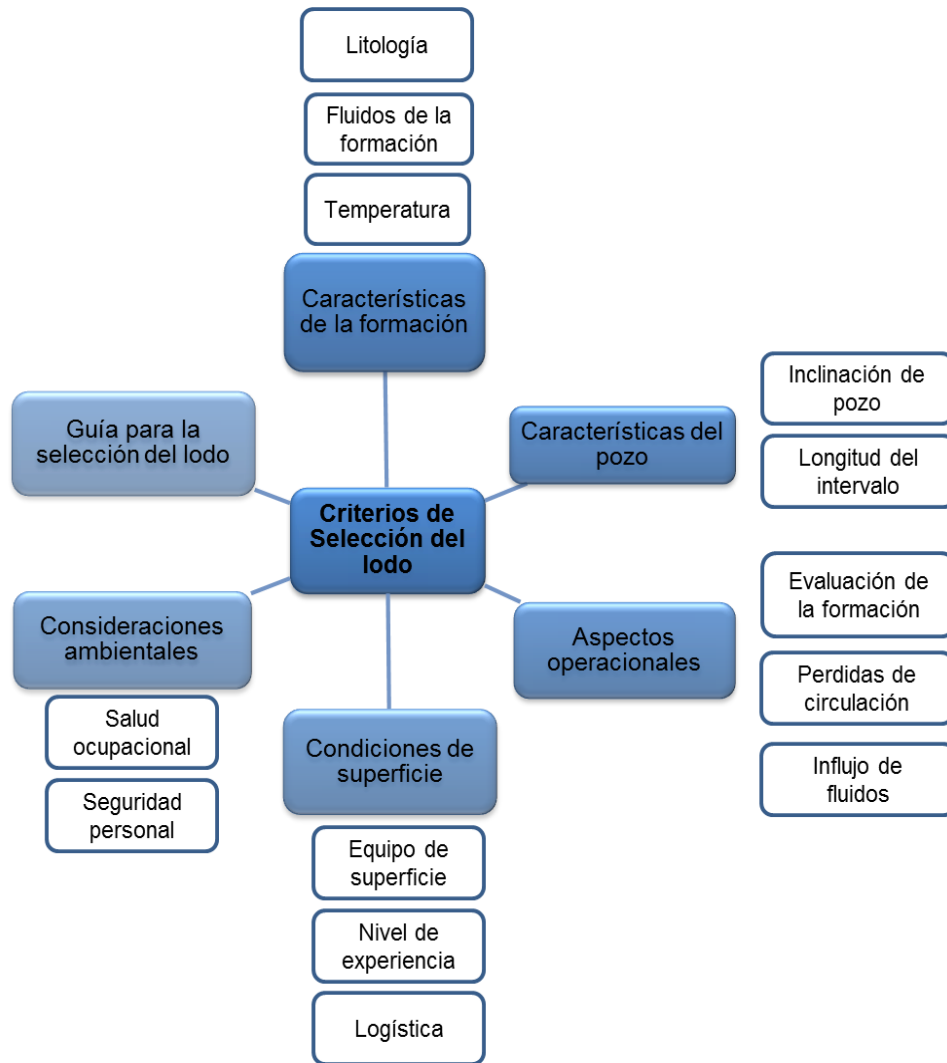 Litología
Fluidos de la
formación
Temperatura
Características
de la formación
Guía para la
selección del lodo
Características del
pozo
Inclinación de
pozo
Longitud del
intervalo
Criterios de
Selección del
lodo
Consideraciones
ambientales
Salud
ocupacional
Seguridad
personal
Aspectos
operacionales
Evaluación de
la formación
Perdidas de
circulación
Influjo de
fluidos
Condiciones de
superficie
Equipo de
superficie
Nivel de
experiencia
Logística